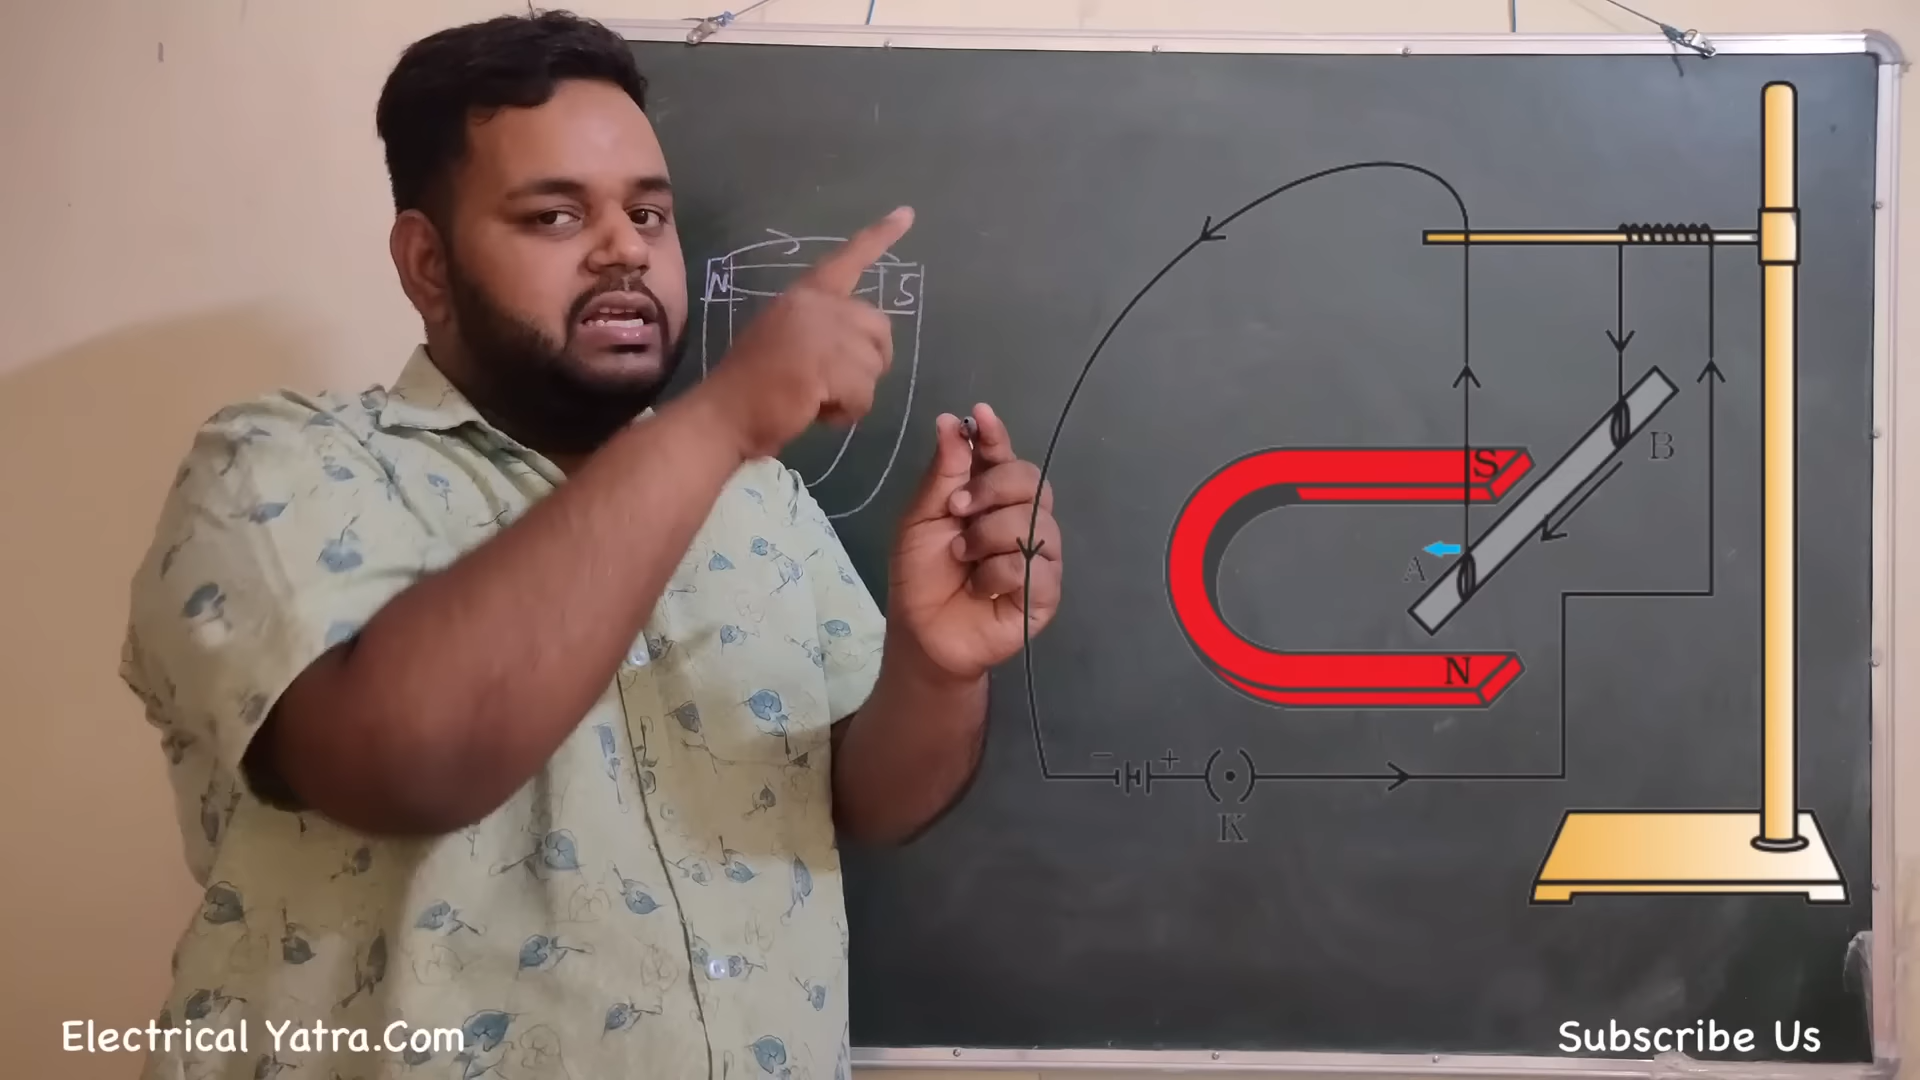 N S
S
B
A
N
− +
K
Electrical Yatra.Com
Subscribe Us